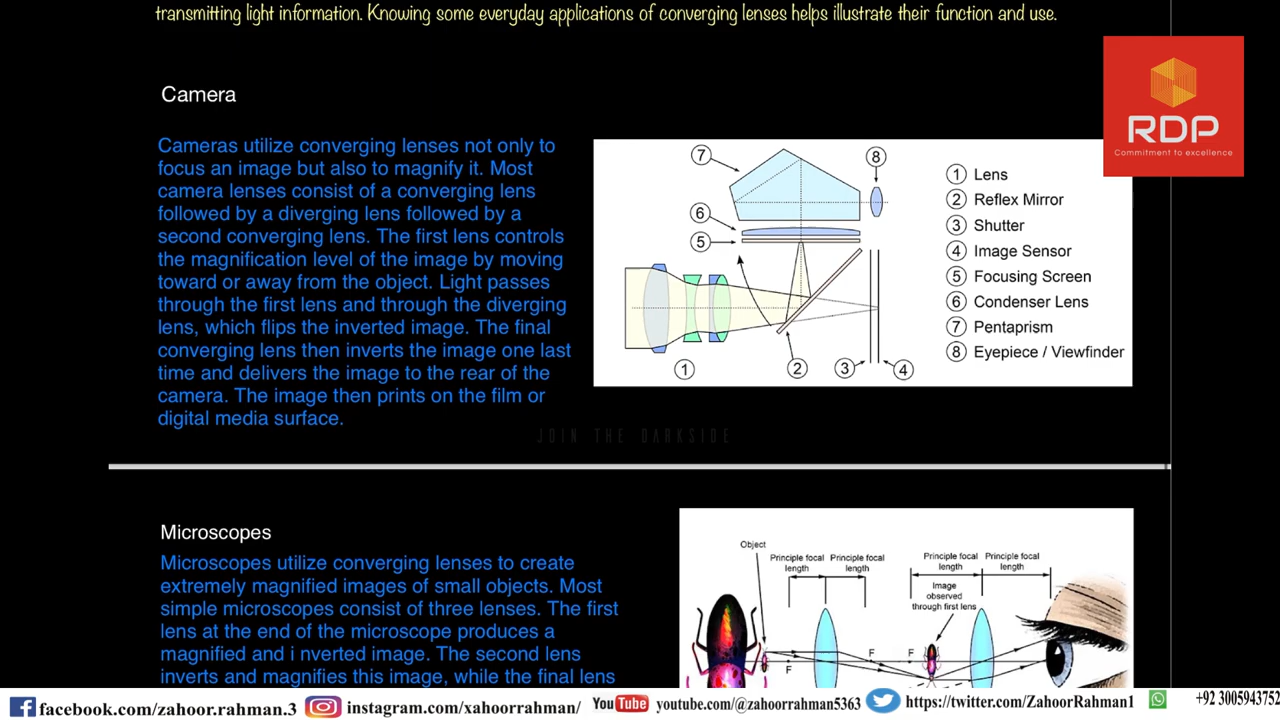 transmitting light information. Knowing some everyday applications of converging lenses helps illustrate their function and use.
RDP
Commitment to excellence
Camera
Cameras utilize converging lenses not only to
focus an image but also to magnify it. Most
camera lenses consist of a converging lens
followed by a diverging lens followed by a
second converging lens. The first lens controls
the magnification level of the image by moving
toward or away from the object. Light passes
through the first lens and through the diverging
lens, which flips the inverted image. The final
converging lens then inverts the image one last
time and delivers the image to the rear of the
camera. The image then prints on the film or
digital media surface.
7
8
6
5
1
2
3
4
1 Lens
2 Reflex Mirror
3 Shutter
4 Image Sensor
5 Focusing Screen
6 Condenser Lens
7 Pentaprism
8 Eyepiece / Viewfinder
JOIN THE DARKSIDE
Microscopes
Microscopes utilize converging lenses to create
extremely magnified images of small objects. Most
simple microscopes consist of three lenses. The first
lens at the end of the microscope produces a
magnified and i nverted image. The second lens
inverts and magnifies this image, while the final lens
Object
Principle focal
length
Principle focal
length
Principle focal
length
Principle focal
length
Image
observed
through first lens
F
F
F
facebook.com/zahoor.rahman.3
instagram.com/xahoorrahman/
YouTube
youtube.com/@zahoorrahman5363
https://twitter.com/ZahoorRahman1
+92 3005943752